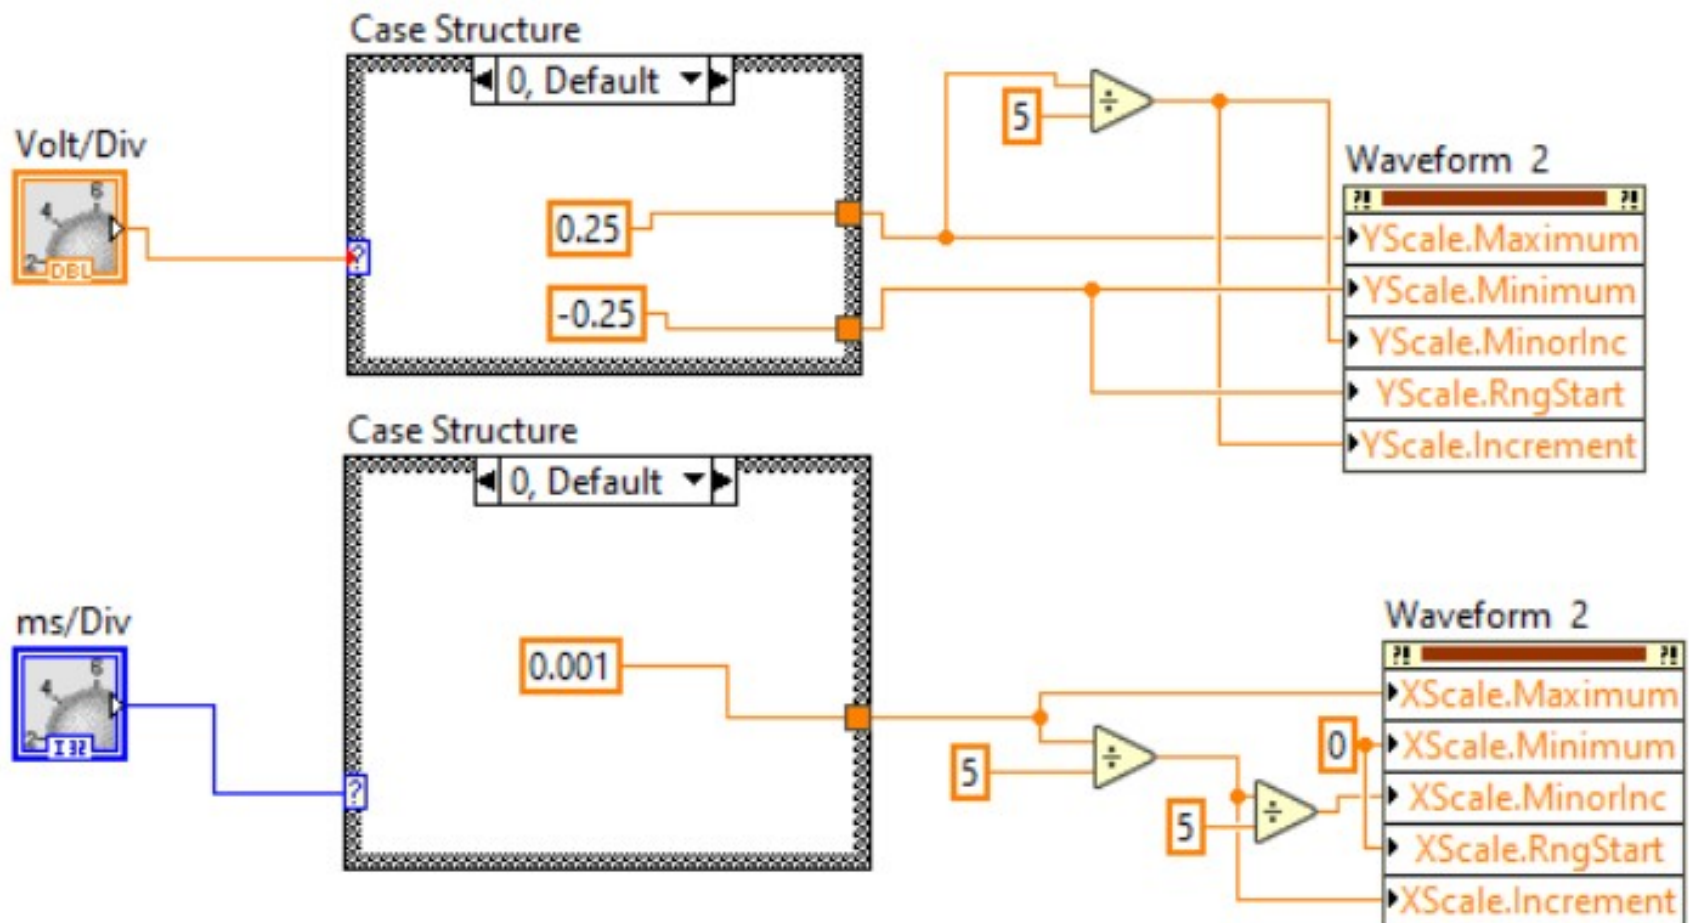 Case Structure
0, Default
Volt/Div
6
4
2
DBL
?
0.25
-0.25
5
÷
Waveform 2
?! ?!
YScale.Maximum
YScale.Minimum
YScale.MinorInc
YScale.RngStart
YScale.Increment
Case Structure
0, Default
ms/Div
6
4
2
I32
?
0.001
5
÷
5
÷
0
Waveform 2
?! ?!
XScale.Maximum
XScale.Minimum
XScale.MinorInc
XScale.RngStart
XScale.Increment